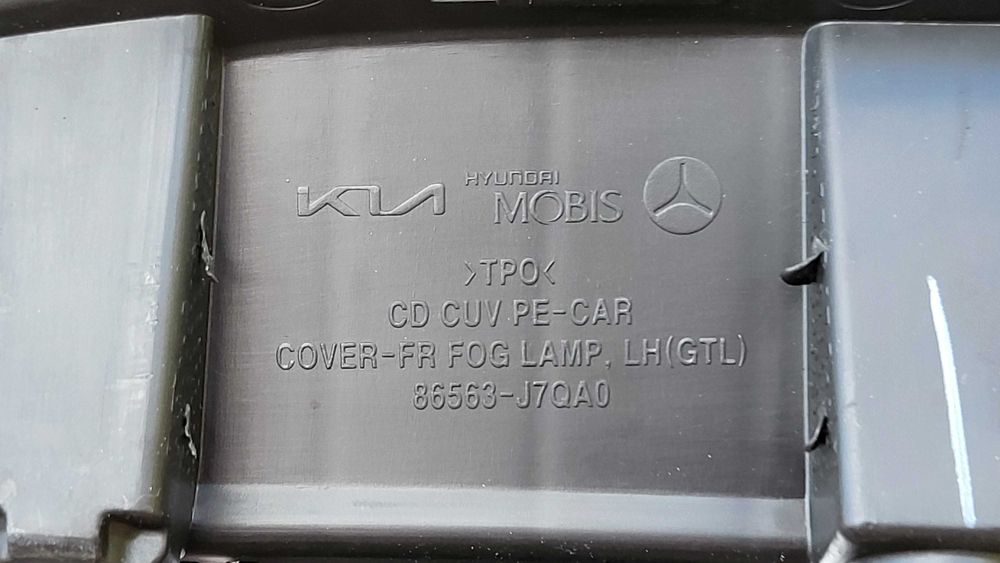 KIA HYUNDAI MOBIS
>TPO<
CD CUV PE-CAR
COVER-FR FOG LAMP, LH(GTL)
86563-J7QA0